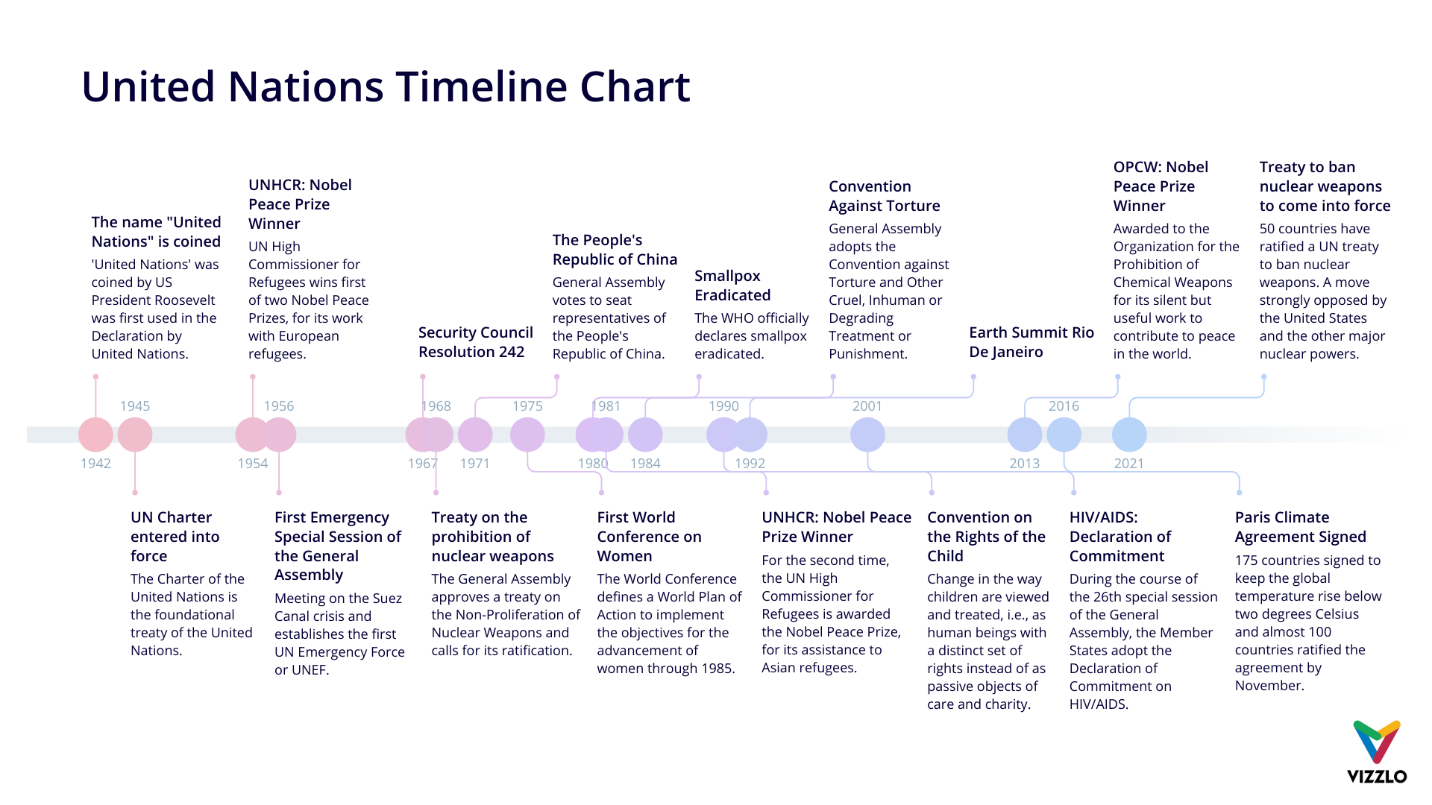 United Nations Timeline Chart
The name "United
Nations" is coined
'United Nations' was
coined by US
President Roosevelt
was first used in the
Declaration by
United Nations.
UNHCR: Nobel
Peace Prize
Winner
UN High
Commissioner for
Refugees wins first
of two Nobel Peace
Prizes, for its work
with European
refugees.
Security Council
Resolution 242
The People's
Republic of China
General Assembly
votes to seat
representatives of
the People's
Republic of China.
Smallpox
Eradicated
The WHO officially
declares smallpox
eradicated.
Convention
Against Torture
General Assembly
adopts the
Convention against
Torture and Other
Cruel, Inhuman or
Degrading
Treatment or
Punishment.
Earth Summit Rio
De Janeiro
OPCW: Nobel
Peace Prize
Winner
Awarded to the
Organization for the
Prohibition of
Chemical Weapons
for its silent but
useful work to
contribute to peace
in the world.
Treaty to ban
nuclear weapons
to come into force
50 countries have
ratified a UN treaty
to ban nuclear
weapons. A move
strongly opposed by
the United States
and the other major
nuclear powers.
1945
1956
1968
1975
1981
1990
2001
2016
1942
1954
1967
1971
1980
1984
1992
2013
2021
UN Charter
entered into
force
The Charter of the
United Nations is
the foundational
treaty of the United
Nations.
First Emergency
Special Session of
the General
Assembly
Meeting on the Suez
Canal crisis and
establishes the first
UN Emergency Force
or UNEF.
Treaty on the
prohibition of
nuclear weapons
The General Assembly
approves a treaty on
the Non-Proliferation of
Nuclear Weapons and
calls for its ratification.
First World
Conference on
Women
The World Conference
defines a World Plan of
Action to implement
the objectives for the
advancement of
women through 1985.
UNHCR: Nobel Peace
Prize Winner
For the second time,
the UN High
Commissioner for
Refugees is awarded
the Nobel Peace Prize,
for its assistance to
Asian refugees.
Convention on
the Rights of the
Child
Change in the way
children are viewed
and treated, i.e., as
human beings with
a distinct set of
rights instead of as
passive objects of
care and charity.
HIV/AIDS:
Declaration of
Commitment
During the course of
the 26th special session
of the General
Assembly, the Member
States adopt the
Declaration of
Commitment on
HIV/AIDS.
Paris Climate
Agreement Signed
175 countries signed to
keep the global
temperature rise below
two degrees Celsius
and almost 100
countries ratified the
agreement by
November.
VIZZLO